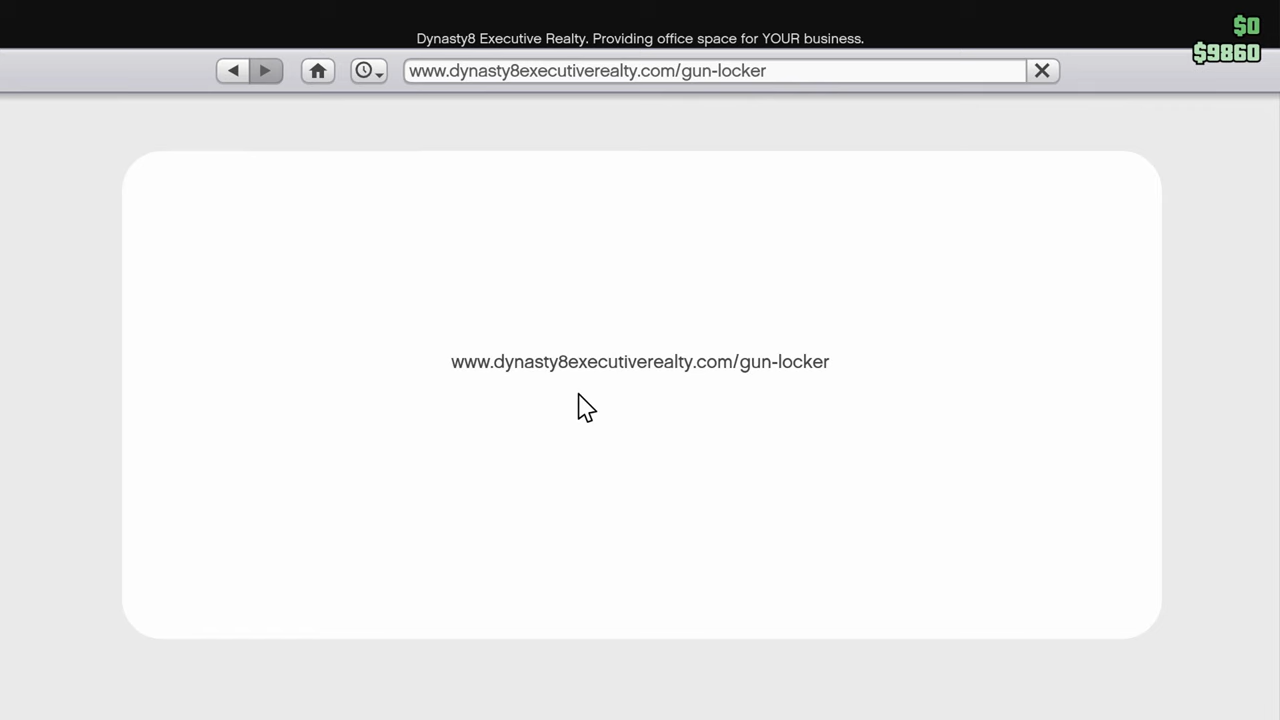 Dynasty8 Executive Realty. Providing office space for YOUR business.
$0
$9860
www.dynasty8executiverealty.com/gun-locker
www.dynasty8executiverealty.com/gun-locker